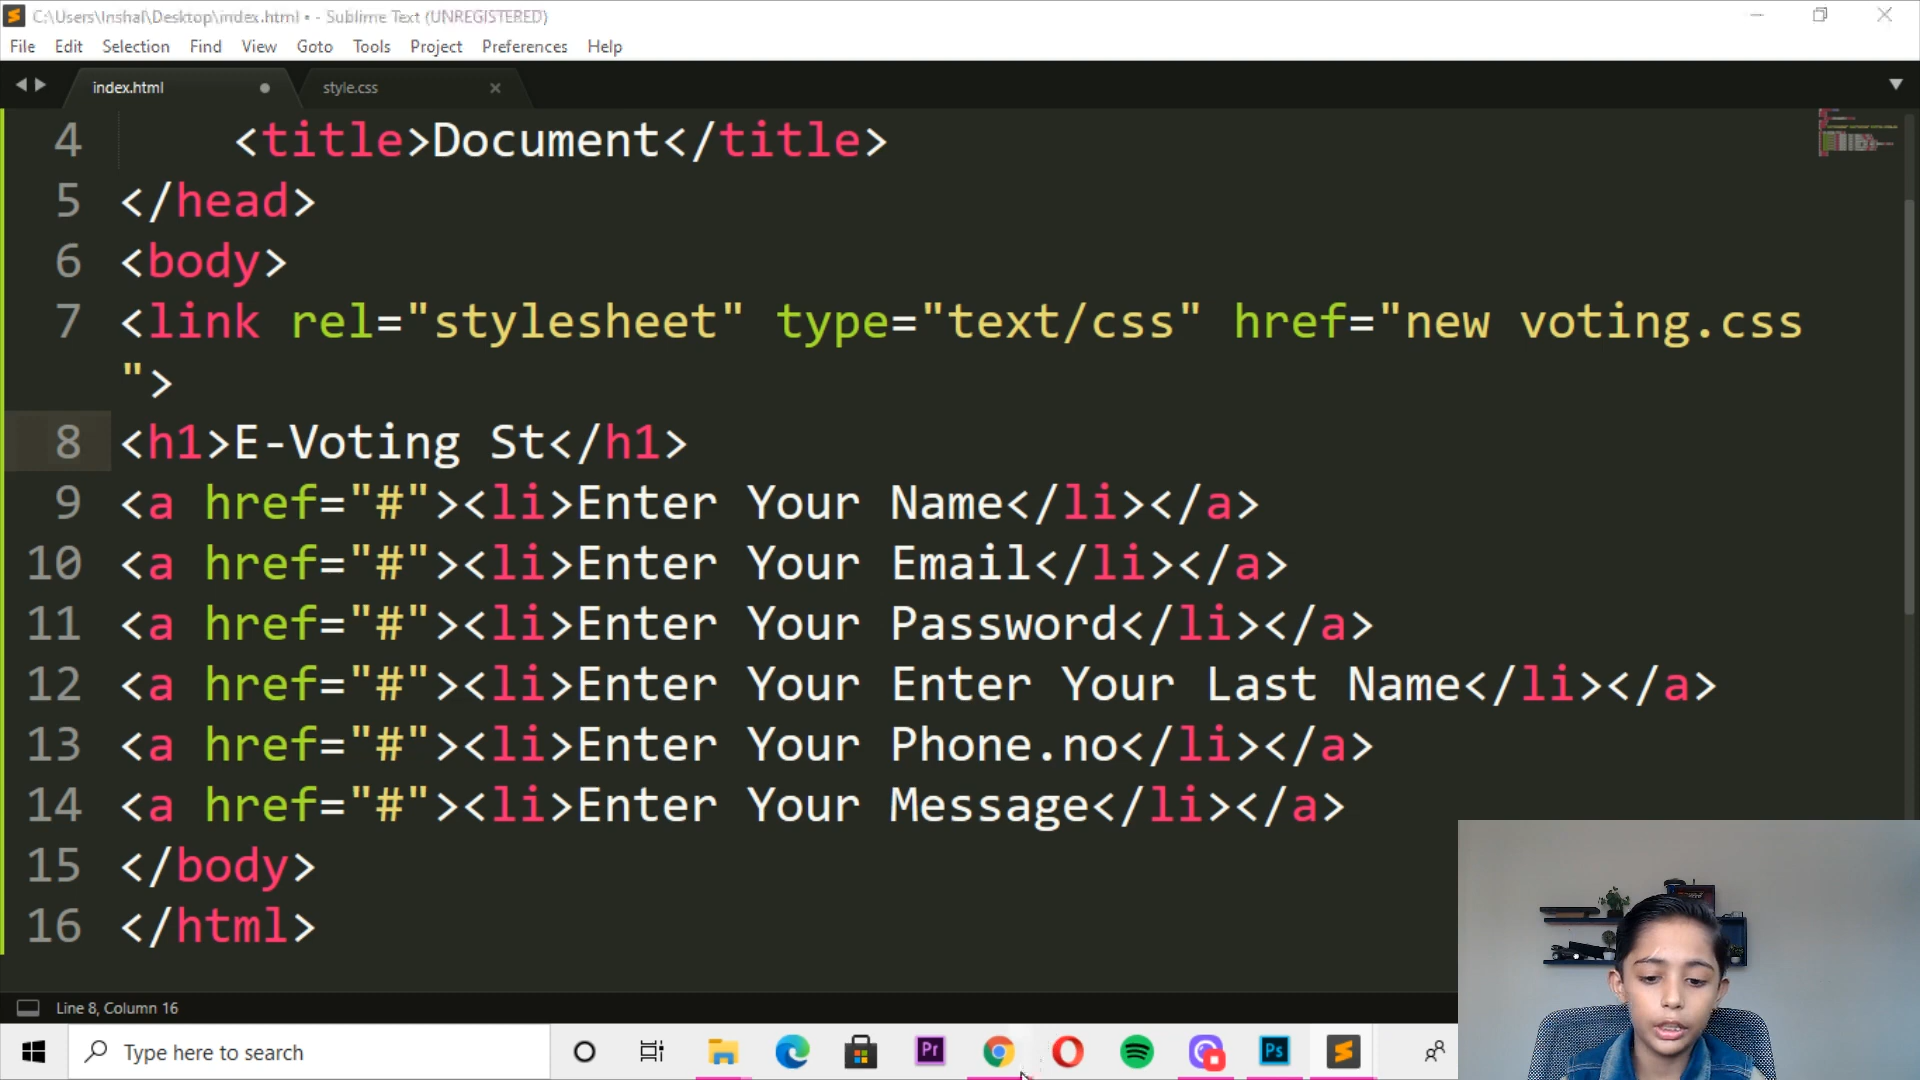 C:\Users\Inshal\Desktop\index.html • - Sublime Text (UNREGISTERED)
File Edit Selection Find View Goto Tools Project Preferences Help
index.html style.css
4 <title>Document</title>
5 </head>
6 <body>
7 <link rel="stylesheet" type="text/css" href="new voting.css
">
8 <h1>E-Voting St</h1>
9 <a href="#"><li>Enter Your Name</li></a>
10 <a href="#"><li>Enter Your Email</li></a>
11 <a href="#"><li>Enter Your Password</li></a>
12 <a href="#"><li>Enter Your Enter Your Last Name</li></a>
13 <a href="#"><li>Enter Your Phone.no</li></a>
14 <a href="#"><li>Enter Your Message</li></a>
15 </body>
16 </html>
Line 8, Column 16
Type here to search
Pr
Ps